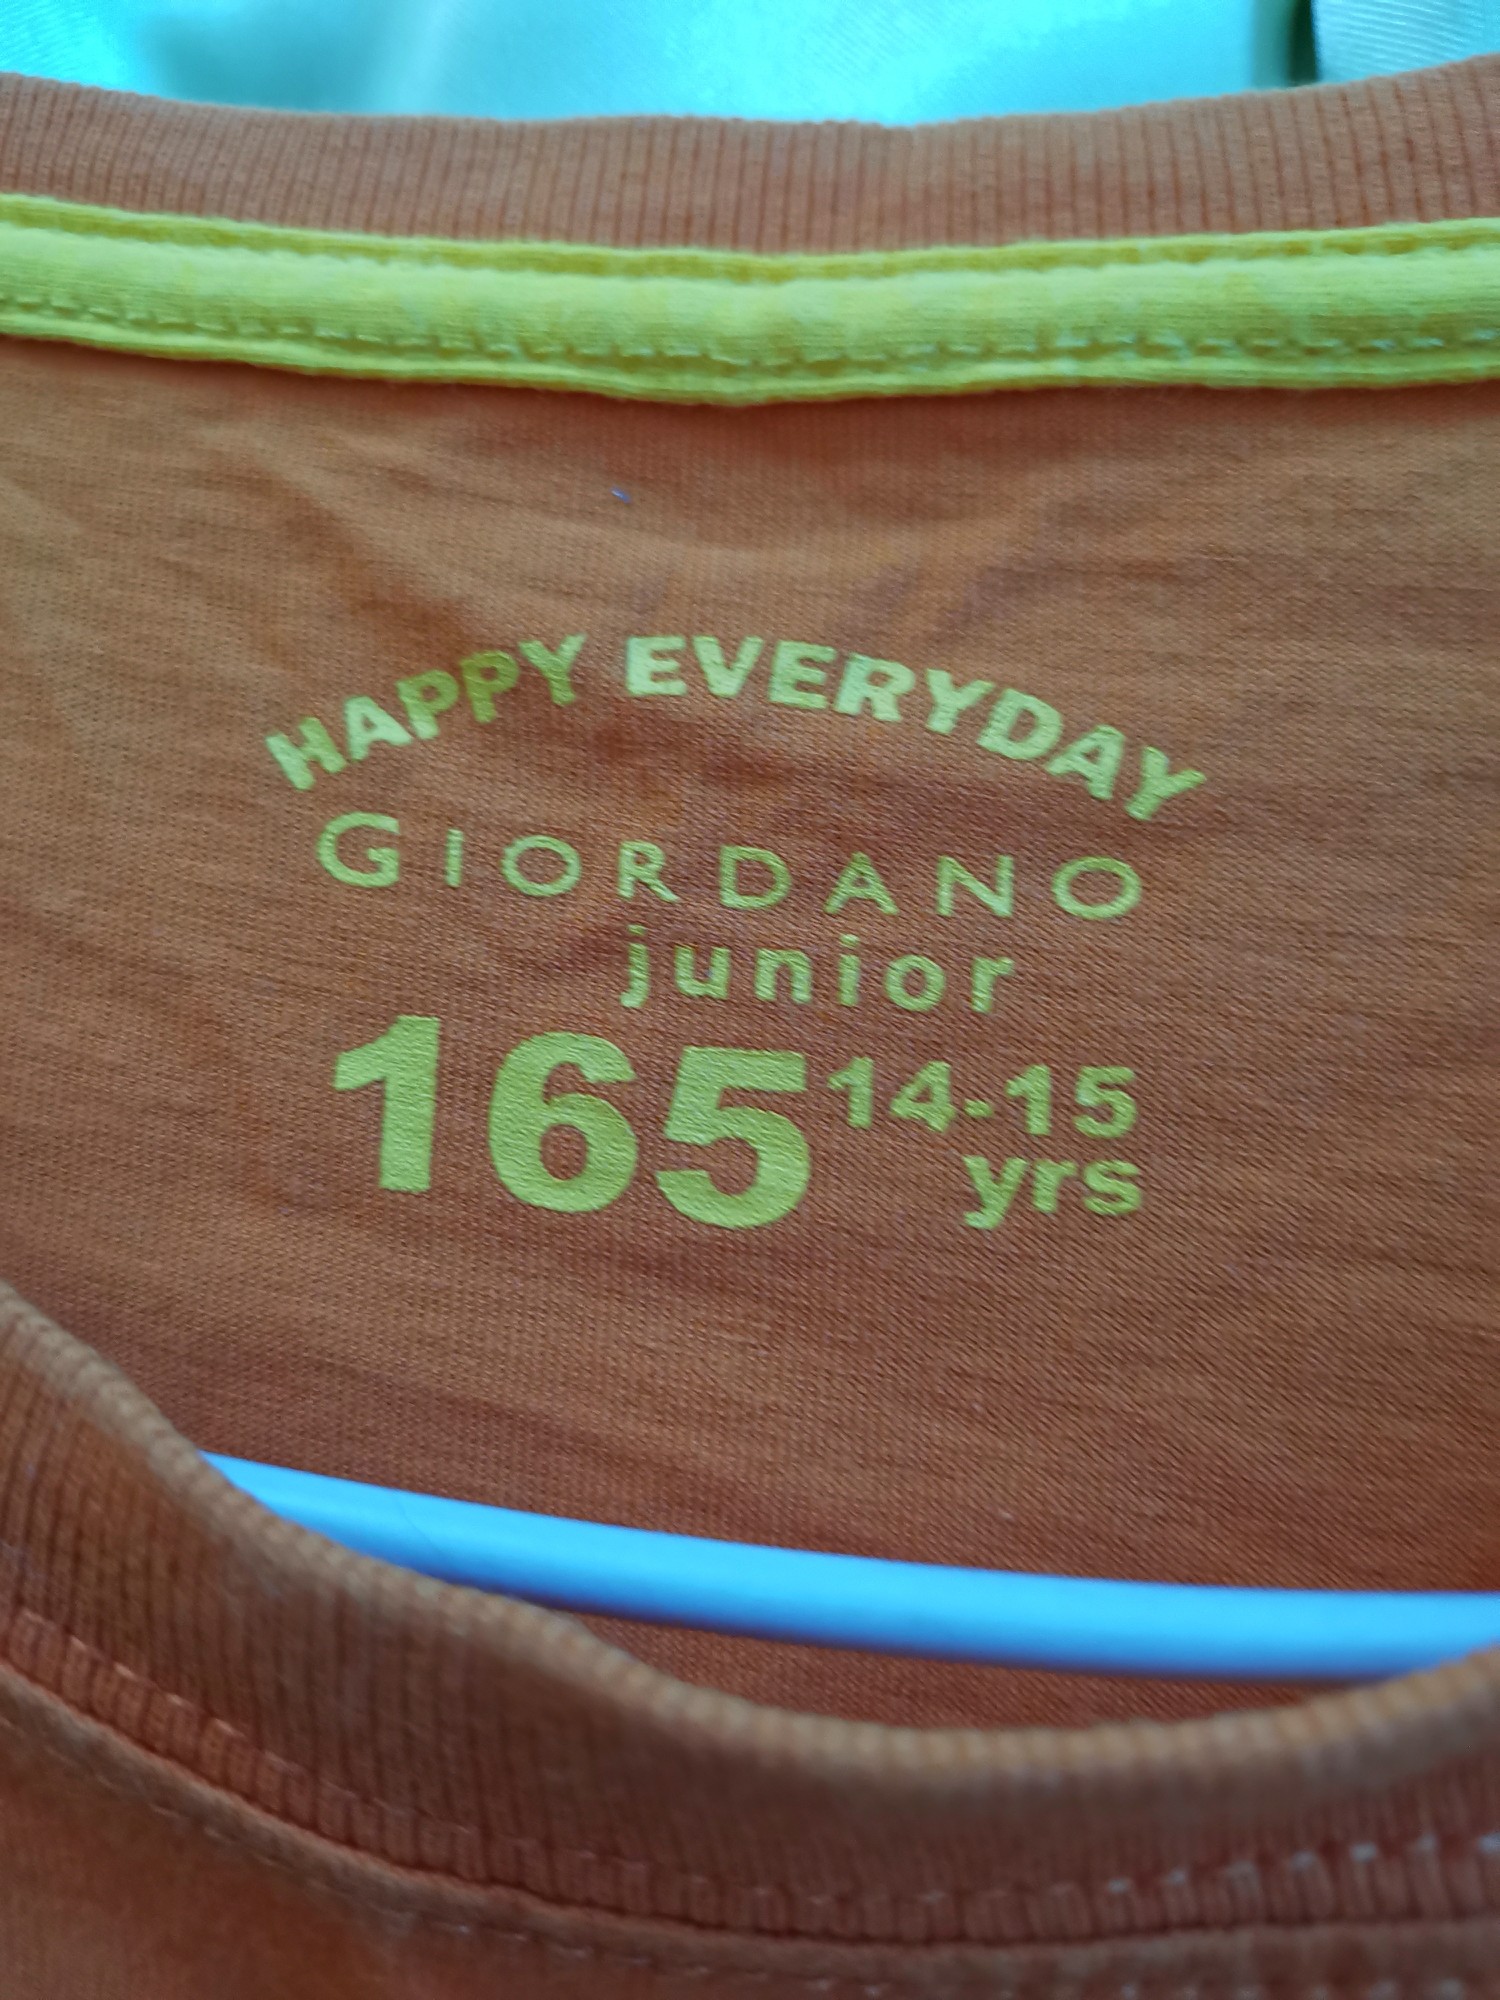 HAPPY EVERYDAY
GIORDANO
junior
165 14-15
yrs